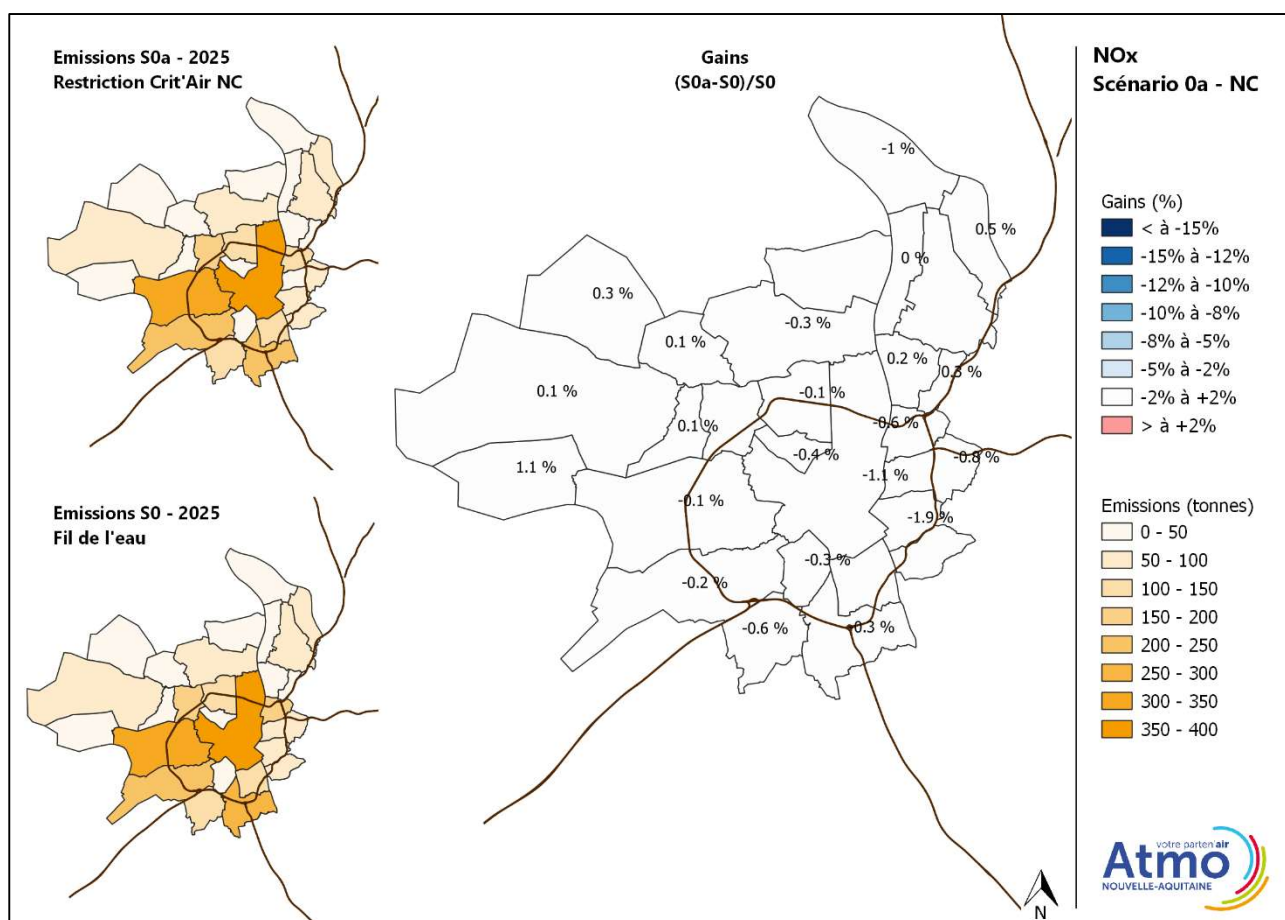 Emissions S0a - 2025
Restriction Crit'Air NC
Emissions S0 - 2025
Fil de l'eau
Gains
(S0a-S0)/S0
-1 %
0.5 %
0 %
0.3 %
-0.3 %
0.1 %
0.2 %
0.3 %
0.1 %
-0.1 %
0.1 %
-0.6 %
-0.4 %
-0.8 %
1.1 %
-1.1 %
-0.1 %
-1.9 %
-0.3 %
-0.2 %
-0.6 %
-0.3 %
N
NOx
Scénario 0a - NC
Gains (%)
< à -15%
-15% à -12%
-12% à -10%
-10% à -8%
-8% à -5%
-5% à -2%
-2% à +2%
> à +2%
Emissions (tonnes)
0 - 50
50 - 100
100 - 150
150 - 200
200 - 250
250 - 300
300 - 350
350 - 400
votre parten'air
Atmo
NOUVELLE-AQUITAINE